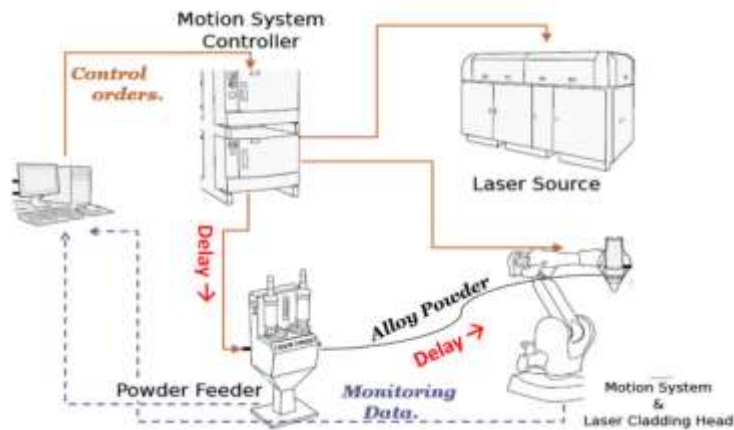 Motion System
Controller
Control
orders.
Laser Source
Delay →
Alloy Powder
Delay →
Powder Feeder
Monitoring
Data.
Motion System
&
Laser Cladding Head